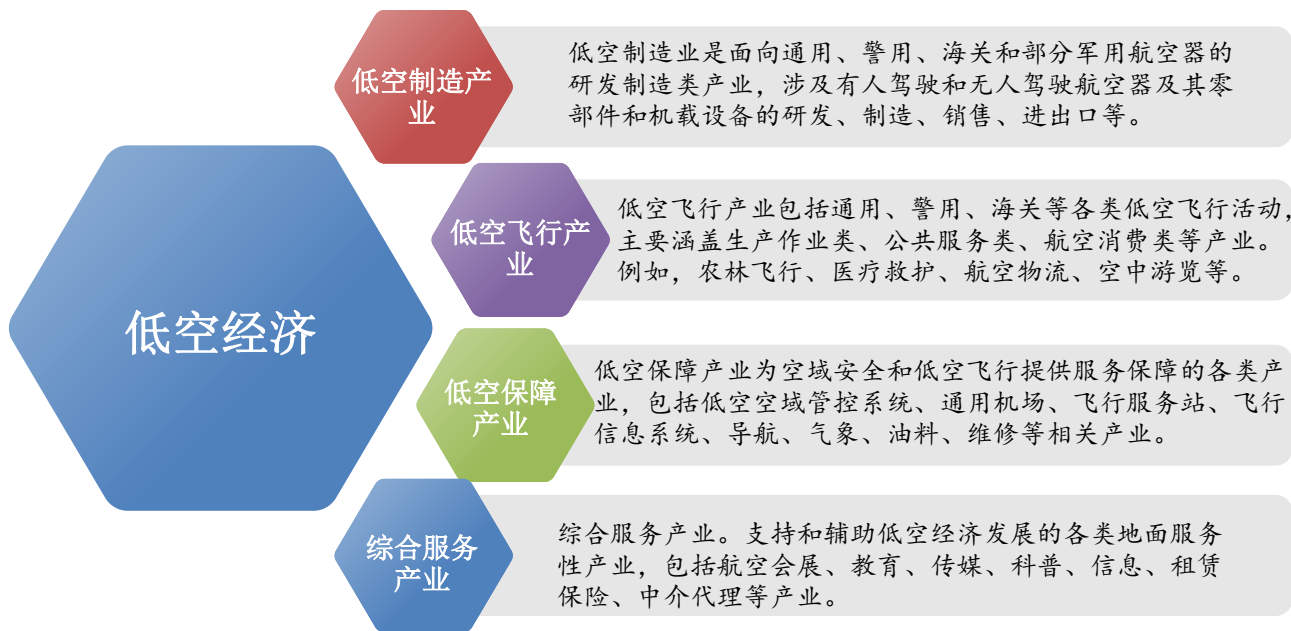 低空经济
低空制造产
业
低空制造业是面向通用、警用、海关和部分军用航空器的
研发制造类产业，涉及有人驾驶和无人驾驶航空器及其零
部件和机载设备的研发、制造、销售、进出口等。
低空飞行产
业
低空飞行产业包括通用、警用、海关等各类低空飞行活动，
主要涵盖生产作业类、公共服务类、航空消费类等产业。
例如，农林飞行、医疗救护、航空物流、空中游览等。
低空保障
产业
低空保障产业为空域安全和低空飞行提供服务保障的各类产
业，包括低空空域管控系统、通用机场、飞行服务站、飞行
信息系统、导航、气象、油料、维修等相关产业。
综合服务
产业
综合服务产业。支持和辅助低空经济发展的各类地面服务
性产业，包括航空会展、教育、传媒、科普、信息、租赁
保险、中介代理等产业。